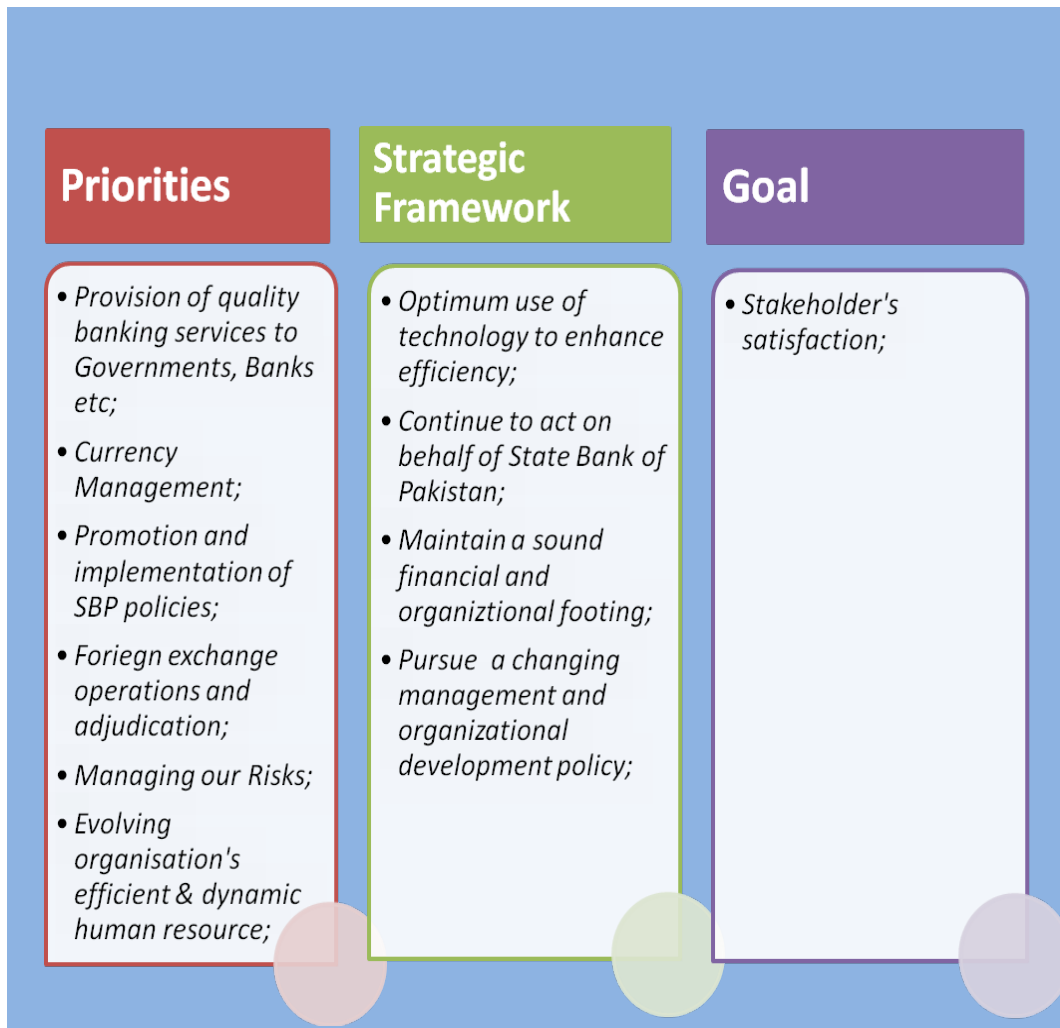 Priorities
• Provision of quality
banking services to
Governments, Banks
etc;
• Currency
Management;
• Promotion and
implementation of
SBP policies;
• Foriegn exchange
operations and
adjudication;
• Managing our Risks;
• Evolving
organisation's
efficient & dynamic
human resource;
Strategic
Framework
• Optimum use of
technology to enhance
efficiency;
• Continue to act on
behalf of State Bank of
Pakistan;
• Maintain a sound
financial and
organiztional footing;
• Pursue a changing
management and
organizational
development policy;
Goal
• Stakeholder's
satisfaction;